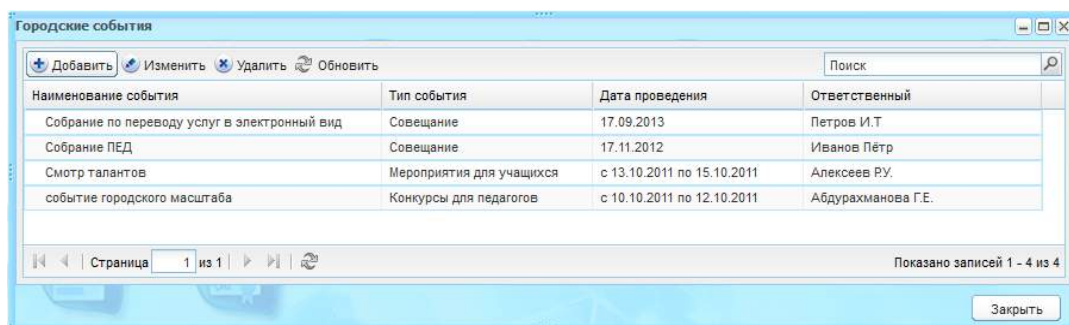 Городские события
Добавить Изменить Удалить Обновить Поиск
Наименование события Тип события Дата проведения Ответственный
Собрание по переводу услуг в электронный вид Совещание 17.09.2013 Петров И.Т
Собрание ПЕД Совещание 17.11.2012 Иванов Пётр
Смотр талантов Мероприятия для учащихся с 13.10.2011 по 15.10.2011 Алексеев Р.У.
событие городского масштаба Конкурсы для педагогов с 10.10.2011 по 12.10.2011 Абдурахманова Г.Е.
Страница 1 из 1 Показано записей 1 - 4 из 4
Закрыть